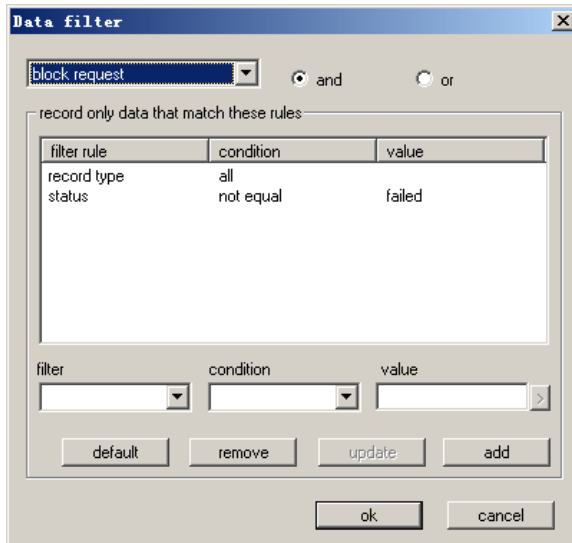 Data filter
block request and or
record only data that match these rules
filter rule condition value
record type all
status not equal failed
filter condition value
default remove update add
ok cancel